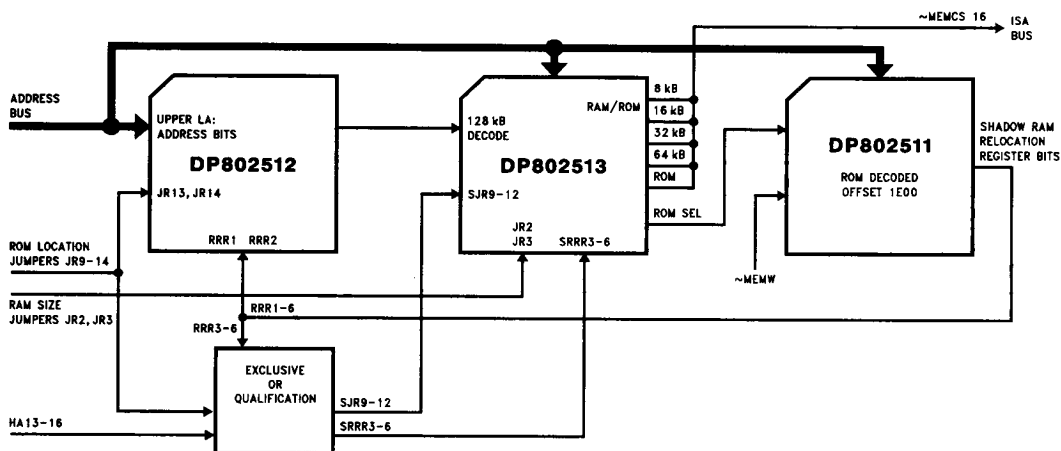 ~MEMCS 16
ISA
BUS
ADDRESS
BUS
UPPER LA:
ADDRESS BITS
DP802512
JR13, JR14
RRR1 RRR2
128 kB
DECODE
RAM/ROM
DP802513
SJR9-12
JR2
JR3
SRRR3-6
8 kB
16 kB
32 kB
64 kB
ROM
ROM SEL
DP802511
ROM DECODED
OFFSET 1E00
SHADOW RAM
RELOCATION
REGISTER BITS
~MEMW
ROM LOCATION
JUMPERS JR9-14
RAM SIZE
JUMPERS JR2, JR3
RRR1-6
RRR3-6
EXCLUSIVE
OR
QUALIFICATION
SJR9-12
SRRR3-6
HA13-16